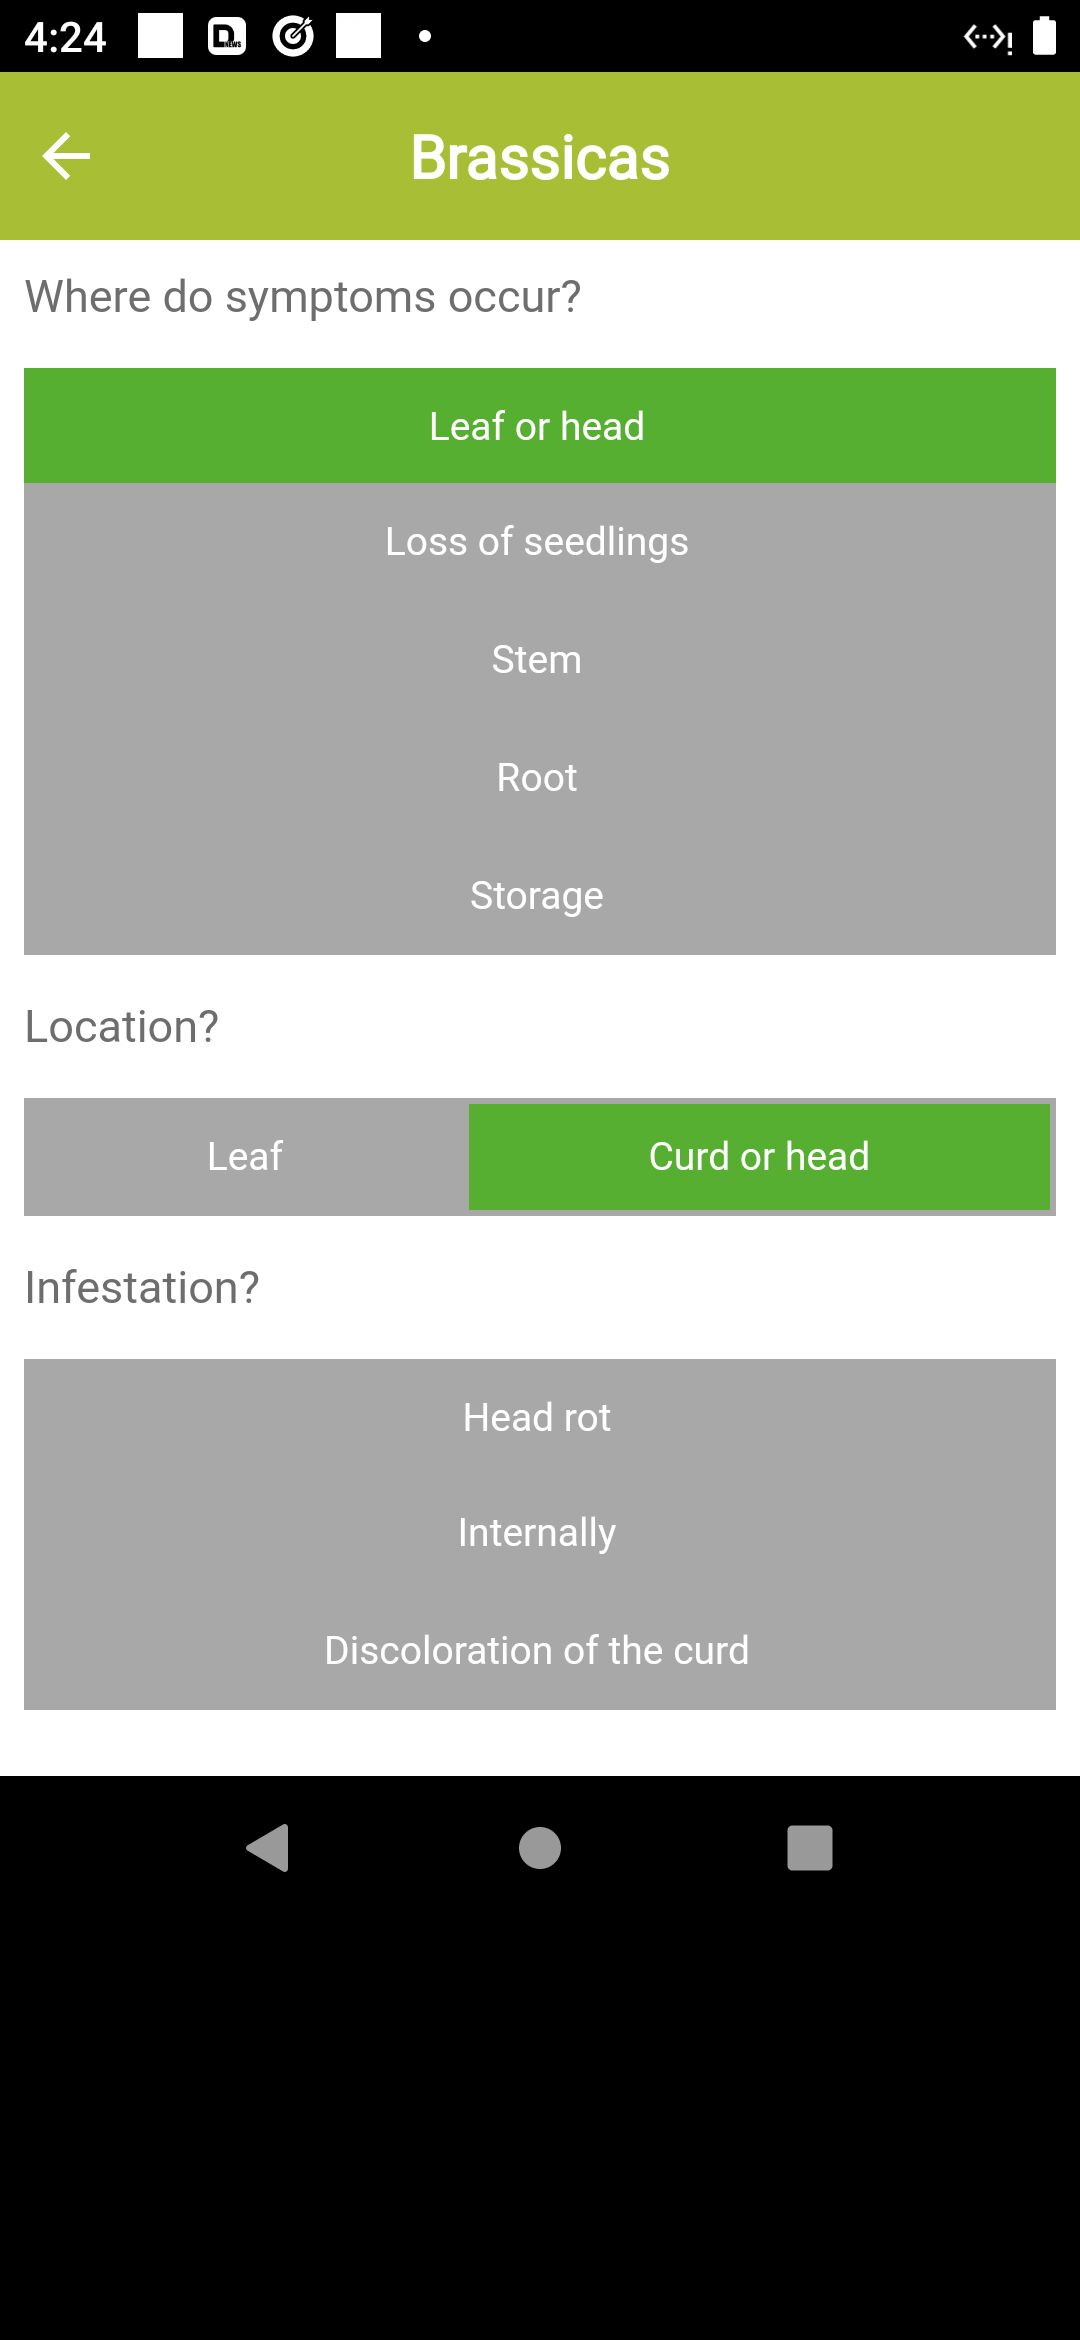 4:24
D NEWS
Brassicas
Where do symptoms occur?
Leaf or head
Loss of seedlings
Stem
Root
Storage
Location?
Leaf Curd or head
Infestation?
Head rot
Internally
Discoloration of the curd